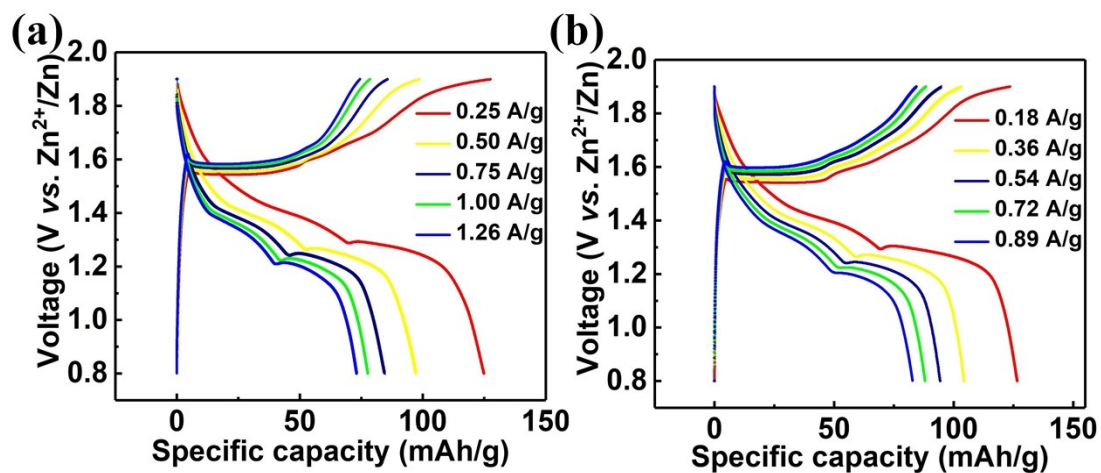 (a)
Voltage (V vs. Zn²⁺/Zn)
2.0
1.8
1.6
1.4
1.2
1.0
0.8
0.25 A/g
0.50 A/g
0.75 A/g
1.00 A/g
1.26 A/g
0 50 100 150
Specific capacity (mAh/g)
(b)
Voltage (V vs. Zn²⁺/Zn)
2.0
1.8
1.6
1.4
1.2
1.0
0.8
0.18 A/g
0.36 A/g
0.54 A/g
0.72 A/g
0.89 A/g
0 50 100 150
Specific capacity (mAh/g)